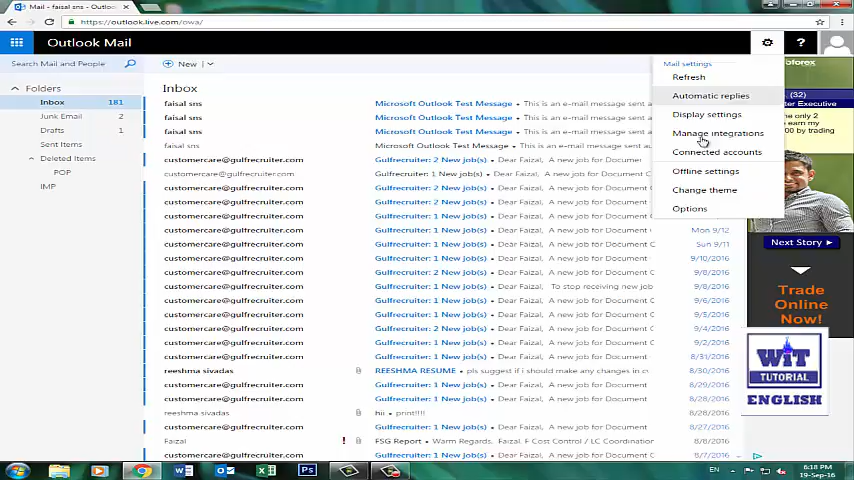 Mail - faisal sns
https://outlook.live.com/owa/
Outlook Mail
?
Search Mail and People
New
Folders
Inbox 181
Junk Email 2
Drafts 1
Sent Items
Deleted Items
POP
IMP
Inbox
Mail settings
Refresh
Automatic replies
Display settings
Manage integrations
Connected accounts
Offline settings
Change theme
Options
faisal sns Microsoft Outlook Test Message • This is an e-mail message sent a
faisal sns Microsoft Outlook Test Message • This is an e-mail message sent
faisal sns Microsoft Outlook Test Message • This is an e-mail message sent
faisal sns Microsoft Outlook Test Message • This is an e-mail message sent a
customercare@gulfrecruiter.com Gulfrecruiter: 2 New job(s) • Dear Faizal, A new job for Documer
customercare@gulfrecruiter.com Gulfrecruiter: 1 New job(s) • Dear Faizal, A new job for Document C
customercare@gulfrecruiter.com Gulfrecruiter: 2 New job(s) • Dear Faizal, A new job for Document C
customercare@gulfrecruiter.com Gulfrecruiter: 2 New job(s) • Dear Faizal, A new job for Document C
customercare@gulfrecruiter.com Gulfrecruiter: 1 New job(s) • Dear Faizal, A new job for Document C
customercare@gulfrecruiter.com Gulfrecruiter: 1 New job(s) • Dear Faizal, A new job for Document C Mon 9/12
customercare@gulfrecruiter.com Gulfrecruiter: 1 New job(s) • Dear Faizal, A new job for Document C Sun 9/11
customercare@gulfrecruiter.com Gulfrecruiter: 1 New job(s) • Dear Faizal, A new job for Document C 9/10/2016
customercare@gulfrecruiter.com Gulfrecruiter: 1 New job(s) • Dear Faizal, A new job for Document C 9/8/2016
customercare@gulfrecruiter.com Gulfrecruiter: 1 New job(s) • Dear Faizal, To stop receiving new job 9/8/2016
customercare@gulfrecruiter.com Gulfrecruiter: 1 New job(s) • Dear Faizal, A new job for Document C 9/6/2016
customercare@gulfrecruiter.com Gulfrecruiter: 1 New job(s) • Dear Faizal, A new job for Document C 9/5/2016
customercare@gulfrecruiter.com Gulfrecruiter: 2 New job(s) • Dear Faizal, A new job for Document C 9/4/2016
customercare@gulfrecruiter.com Gulfrecruiter: 1 New job(s) • Dear Faizal, A new job for Document C 9/2/2016
customercare@gulfrecruiter.com Gulfrecruiter: 1 New job(s) • Dear Faizal, A new job for Document C 8/31/2016
reeshma sivadas REESHMA RESUME • pls suggest if i should make any changes in cv. 8/30/2016
customercare@gulfrecruiter.com Gulfrecruiter: 1 New job(s) • Dear Faizal, A new job for Document C 8/29/2016
customercare@gulfrecruiter.com Gulfrecruiter: 1 New job(s) • Dear Faizal, A new job for Document C 8/28/2016
reeshma sivadas hii • print!!!! 8/28/2016
customercare@gulfrecruiter.com Gulfrecruiter: 1 New job(s) • Dear Faizal, A new job for Document C 8/27/2016
Faizal ! FSG Report • Warm Regards, Faizal. F Cost Control / LC Coordination 8/8/2016
customercare@gulfrecruiter.com Gulfrecruiter: 1 New job(s) • Dear Faizal, A new job for Document C 8/7/2016
oforex
(32)
ter Executive
he only 2
o earn my
00 by trading
Next Story
Trade
Online
Now!
WiT
TUTORIAL
ENGLISH
EN
6:18 PM
19-Sep-16